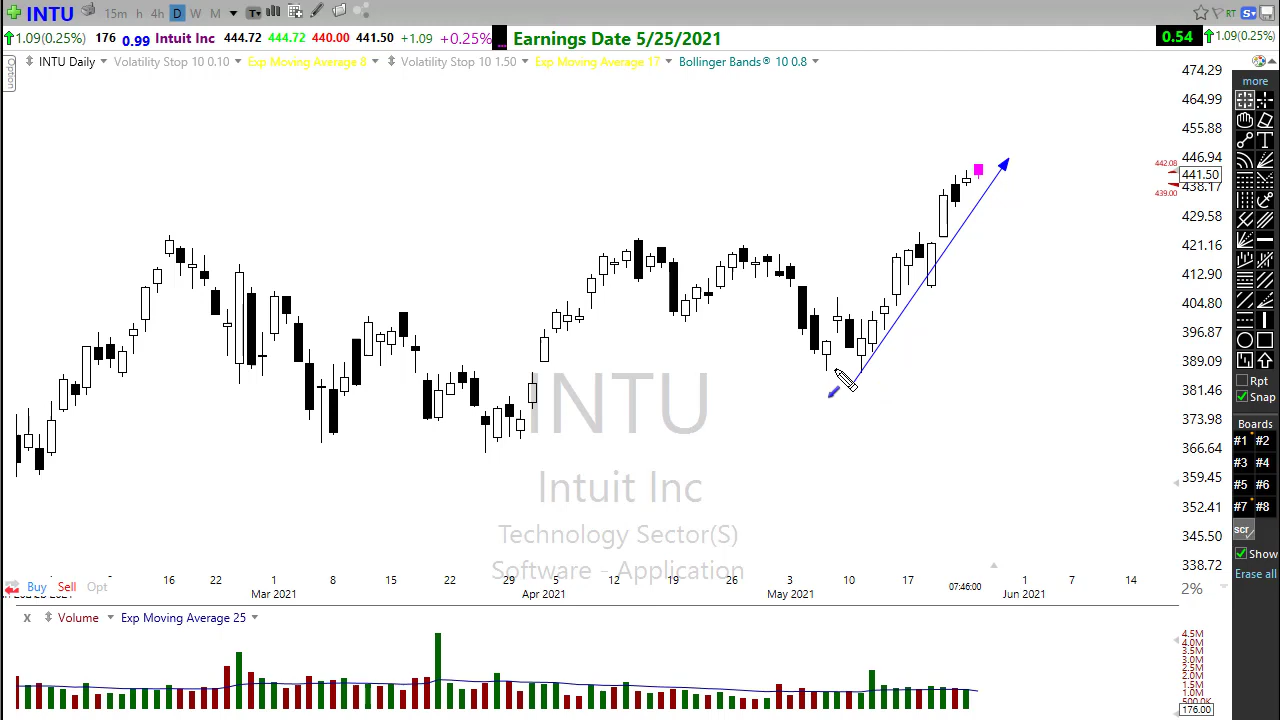 INTU 15m h 4h D W M T RT S
1.09(0.25%) 176 0.99 Intuit Inc 444.72 444.72 440.00 441.50 +1.09 +0.25% Earnings Date 5/25/2021 0.54 1.09(0.25%)
Option
INTU Daily Volatility Stop 10 0.10 Exp Moving Average 8 Volatility Stop 10 1.50 Exp Moving Average 17 Bollinger Bands® 10 0.8
474.29
464.99
455.88
446.94
442.08
441.50
438.17
439.00
429.58
421.16
412.90
404.80
396.87
389.09
381.46
373.98
366.64
359.45
352.41
345.50
338.72
more
Rpt
Snap
Boards
#1 #2
#3 #4
#5 #6
#7 #8
scr
Show
Erase all
INTU
Intuit Inc
Technology Sector(S)
Software - Application
Buy Sell Opt
16 22 1 8 15 22 29 5 12 19 26 3 10 17 07:46:00 1 7 14
Mar 2021 April 2021 May 2021 Jun 2021
2%
X Volume Exp Moving Average 25
4.5M
4.0M
3.5M
3.0M
2.5M
2.0M
1.5M
1.0M
500.0K
176.00